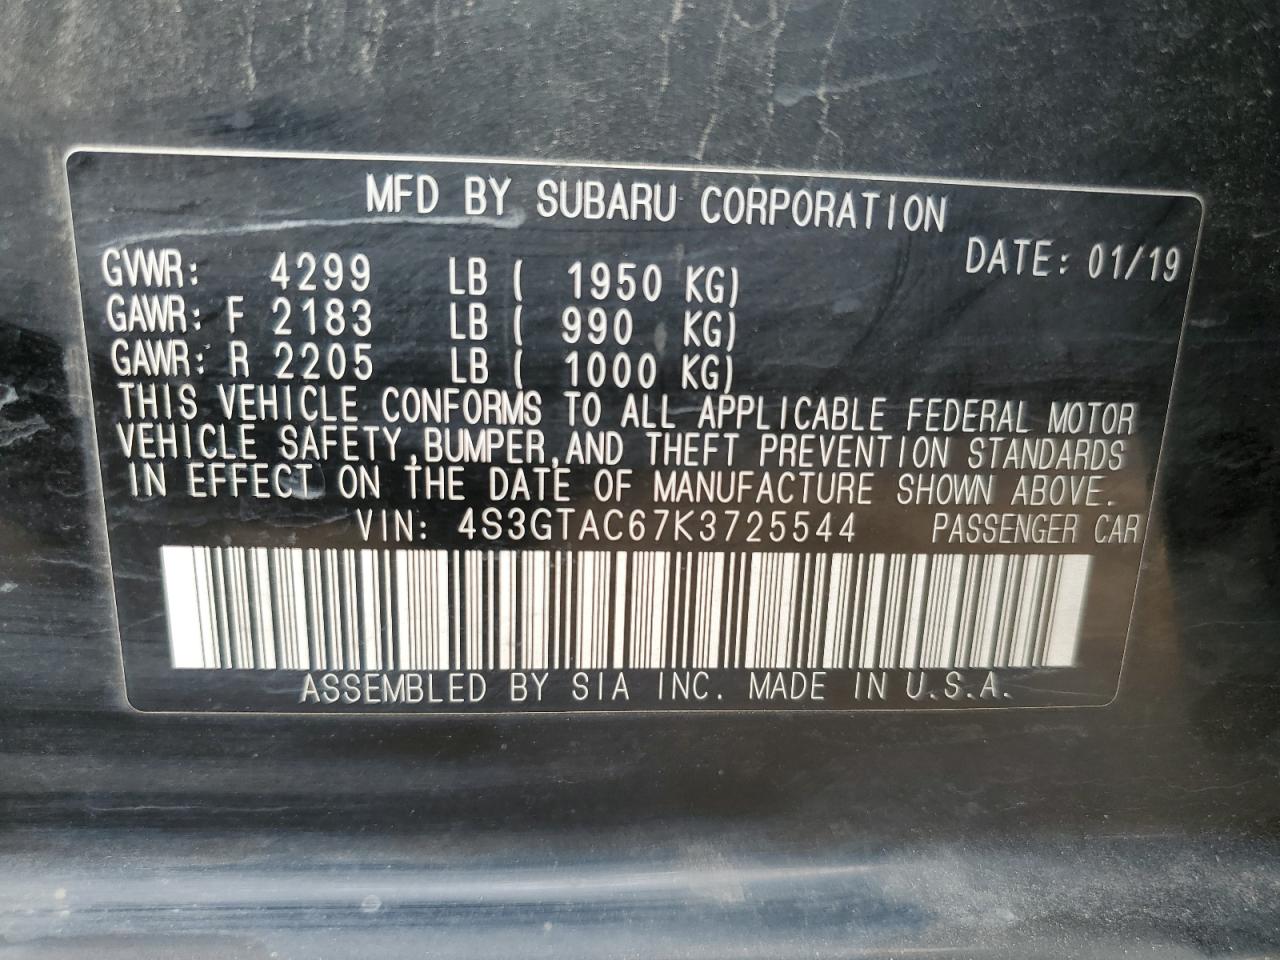 MFD BY SUBARU CORPORATION
DATE: 01/19
GVWR: 4299 LB ( 1950 KG)
GAWR: F 2183 LB ( 990 KG)
GAWR: R 2205 LB ( 1000 KG)
THIS VEHICLE CONFORMS TO ALL APPLICABLE FEDERAL MOTOR
VEHICLE SAFETY,BUMPER,AND THEFT PREVENTION STANDARDS
IN EFFECT ON THE DATE OF MANUFACTURE SHOWN ABOVE.
VIN: 4S3GTAC67K3725544 PASSENGER CAR
ASSEMBLED BY SIA INC. MADE IN U.S.A.